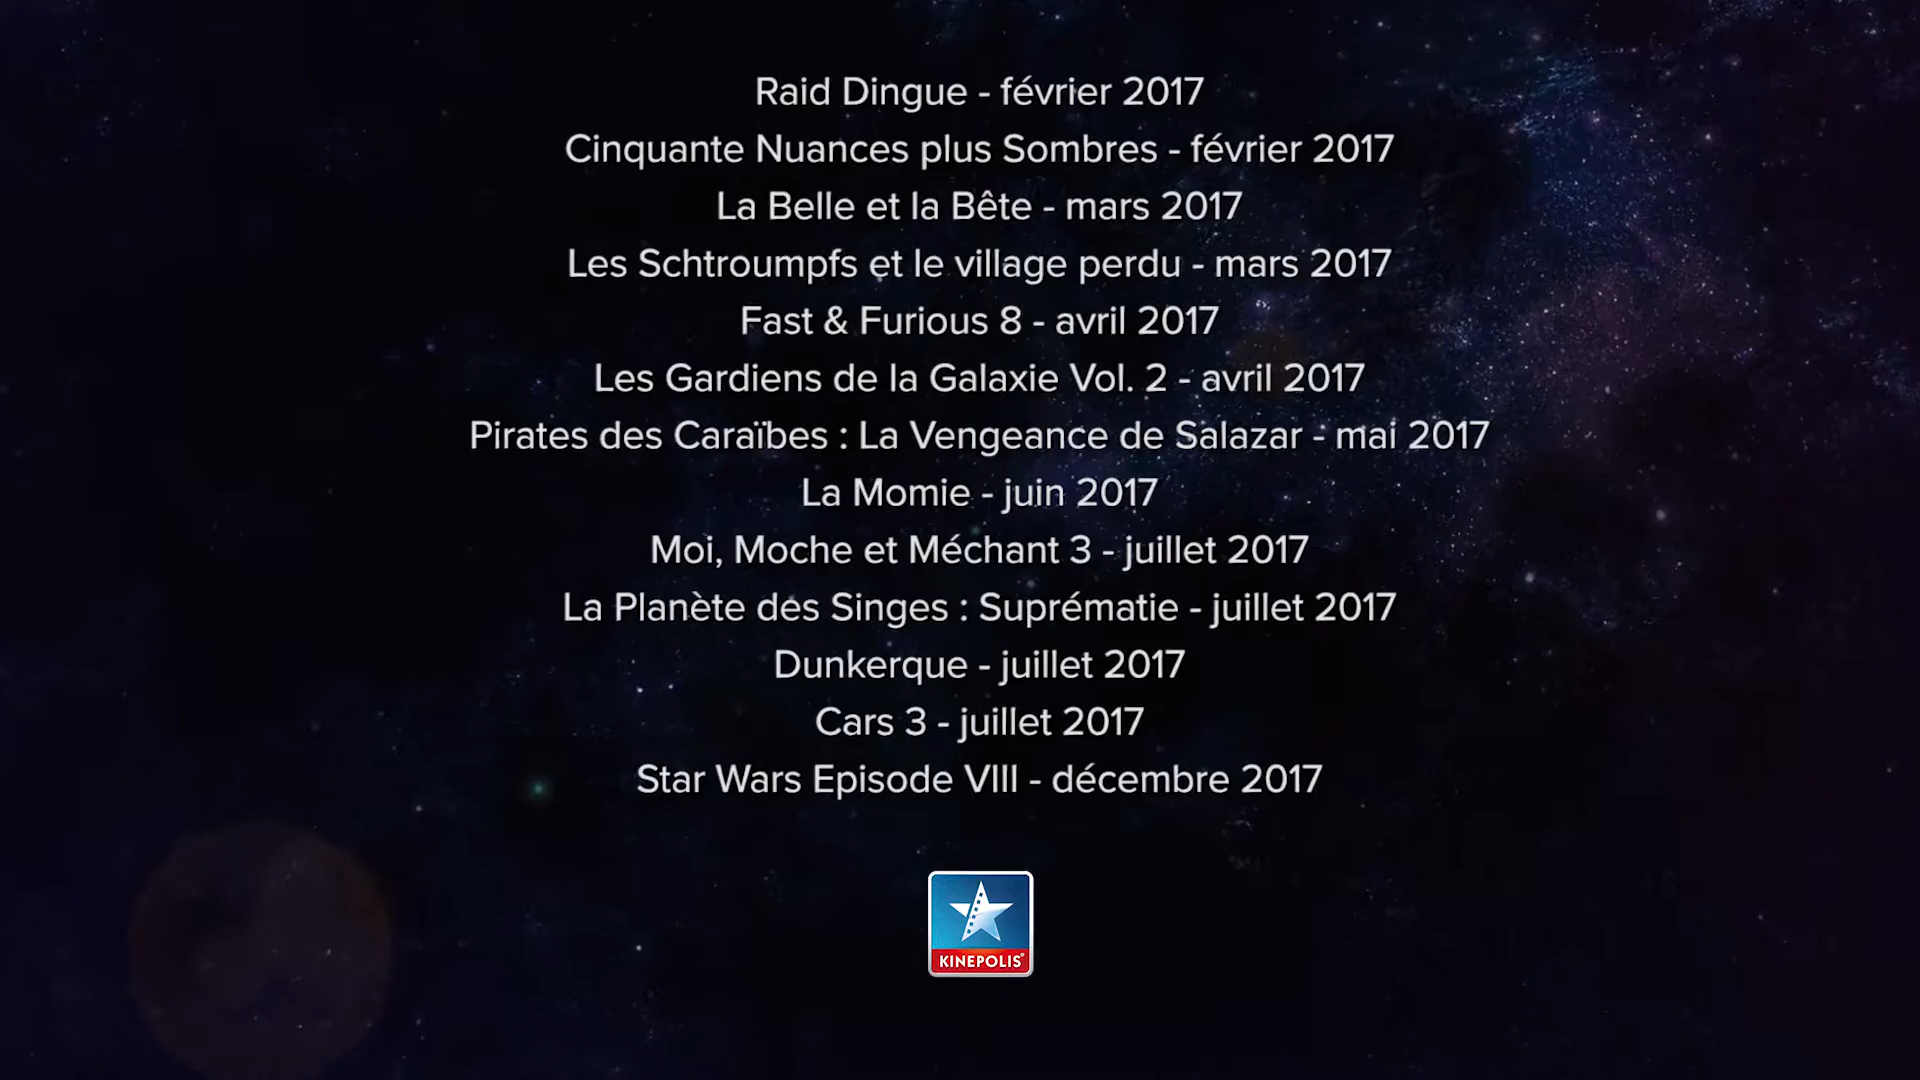 Raid Dingue - février 2017
Cinquante Nuances plus Sombres - février 2017
La Belle et la Bête - mars 2017
Les Schtroumpfs et le village perdu - mars 2017
Fast & Furious 8 - avril 2017
Les Gardiens de la Galaxie Vol. 2 - avril 2017
Pirates des Caraïbes : La Vengeance de Salazar - mai 2017
La Momie - juin 2017
Moi, Moche et Méchant 3 - juillet 2017
La Planète des Singes : Suprématie - juillet 2017
Dunkerque - juillet 2017
Cars 3 - juillet 2017
Star Wars Episode VIII - décembre 2017
KINEPOLIS